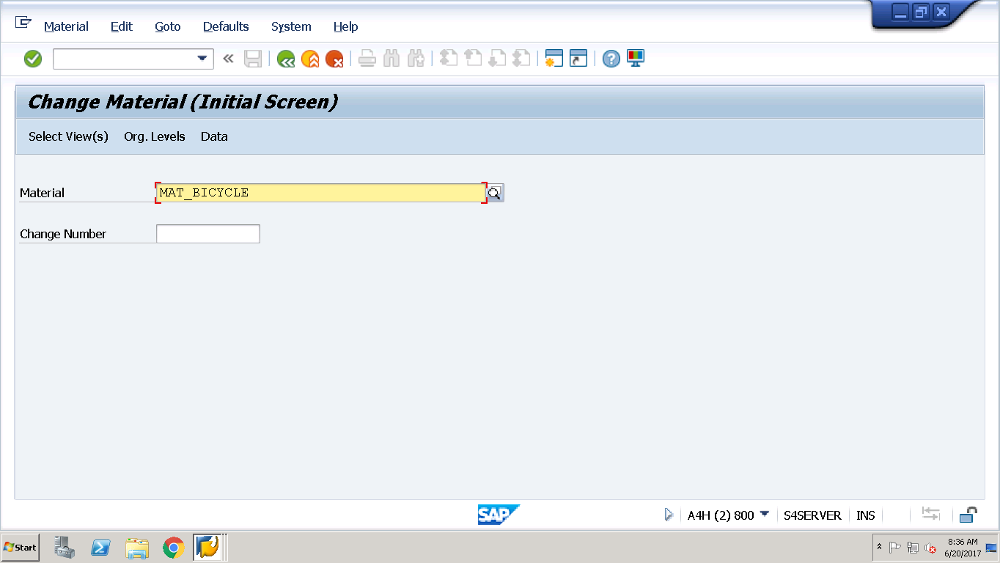 Material Edit Goto Defaults System Help
Change Material (Initial Screen)
Select View(s) Org. Levels Data
Material MAT_BICYCLE
Change Number
SAP A4H (2) 800 S4SERVER INS
Start 8:36 AM
6/20/2017